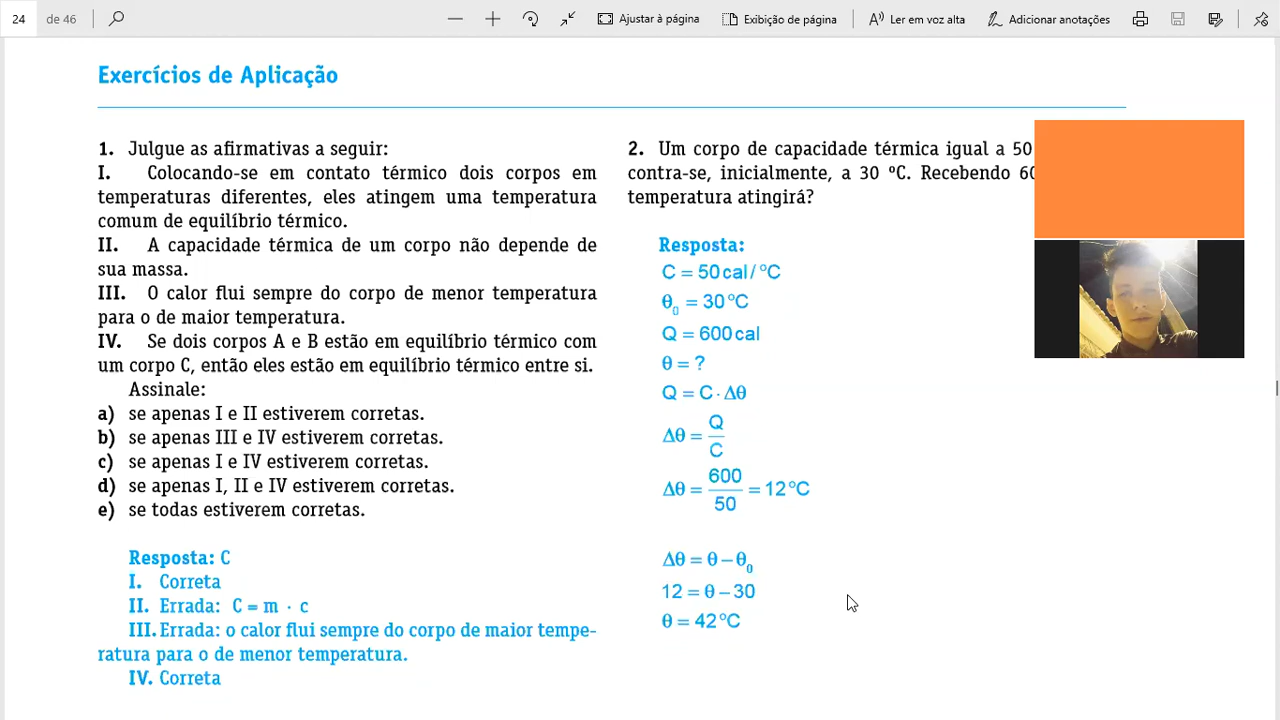 24 de 46 Ajustar à página Exibição de página Ler em voz alta Adicionar anotações
Exercícios de Aplicação
1. Julgue as afirmativas a seguir:
I. Colocando-se em contato térmico dois corpos em
temperaturas diferentes, eles atingem uma temperatura
comum de equilíbrio térmico.
II. A capacidade térmica de um corpo não depende de
sua massa.
III. O calor flui sempre do corpo de menor temperatura
para o de maior temperatura.
IV. Se dois corpos A e B estão em equilíbrio térmico com
um corpo C, então eles estão em equilíbrio térmico entre si.
Assinale:
a) se apenas I e II estiverem corretas.
b) se apenas III e IV estiverem corretas.
c) se apenas I e IV estiverem corretas.
d) se apenas I, II e IV estiverem corretas.
e) se todas estiverem corretas.
Resposta: C
I. Correta
II. Errada: C = m · c
III. Errada: o calor flui sempre do corpo de maior tempe-
ratura para o de menor temperatura.
IV. Correta
2. Um corpo de capacidade térmica igual a 50
contra-se, inicialmente, a 30 ºC. Recebendo
temperatura atingirá?
Resposta:
C = 50 cal/°C
θ₀ = 30 °C
Q = 600 cal
θ = ?
Q = C · Δθ
Δθ = Q/C
Δθ = 600/50 = 12 °C
Δθ = θ – θ₀
12 = θ – 30
θ = 42 °C